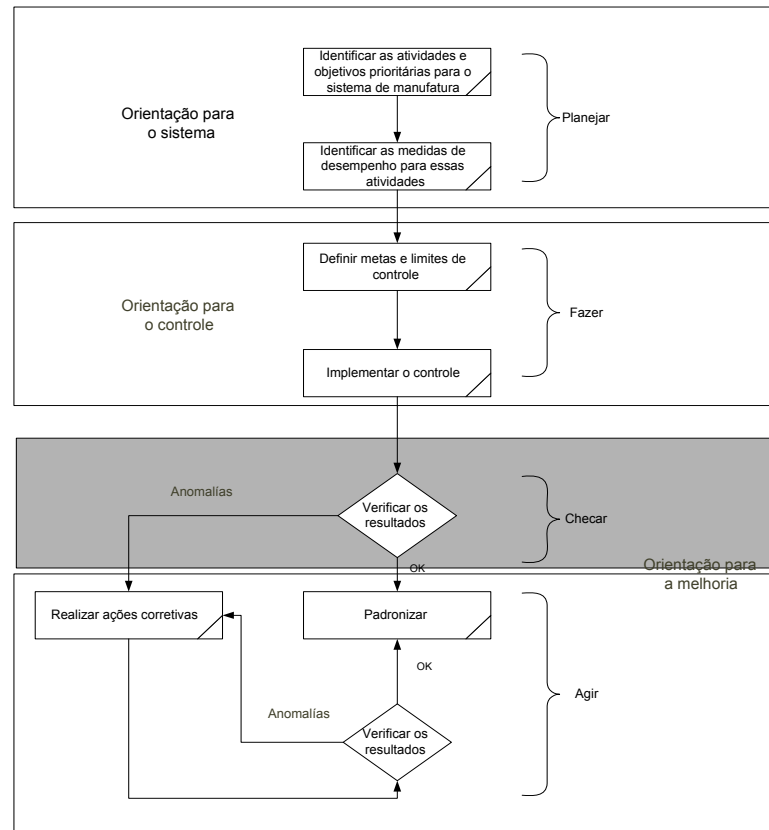 Identificar as atividades e
objetivos prioritárias para o
sistema de manufatura
Orientação para
o sistema
Planejar
Identificar as medidas de
desempenho para essas
atividades
Definir metas e limites de
controle
Orientação para
o controle
Fazer
Implementar o controle
Anomalías
Verificar os
resultados
Checar
OK
Orientação para
a melhoria
Realizar ações corretivas
Padronizar
OK
Agir
Anomalías
Verificar os
resultados